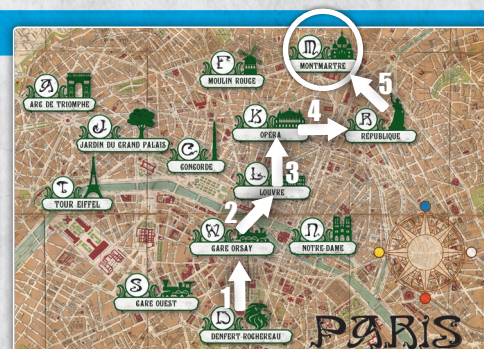 M
MONTMARTRE
F
MOULIN ROUGE
5
A
ARC DE TRIOMPHE
K
OPÉRA
4
R
RÉPUBLIQUE
J
JARDIN DU GRAND PALAIS
C
CONCORDE
3
L
LOUVRE
T
TOUR EIFFEL
2
W
GARE ORSAY
N
NOTRE-DAME
S
GARE OUEST
1
D
DENFERT-ROCHEREAU
PARIS